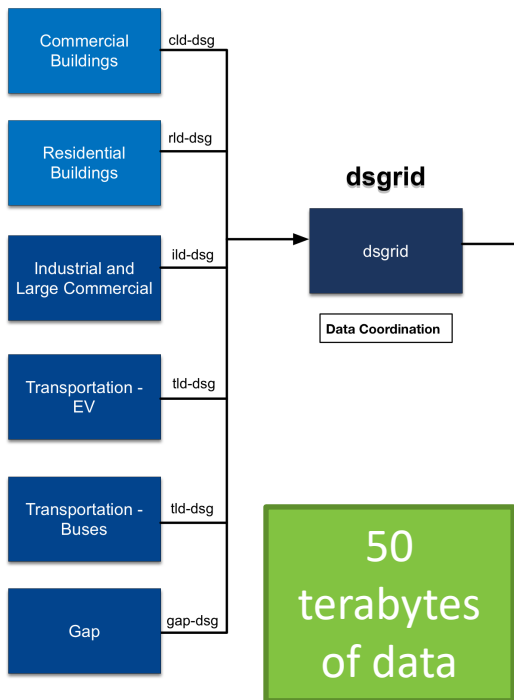 Commercial
Buildings
cld-dsg
Residential
Buildings
rld-dsg
Industrial and
Large Commercial
ild-dsg
Transportation -
EV
tld-dsg
Transportation -
Buses
tld-dsg
Gap
gap-dsg
dsgrid
dsgrid
Data Coordination
50
terabytes
of data